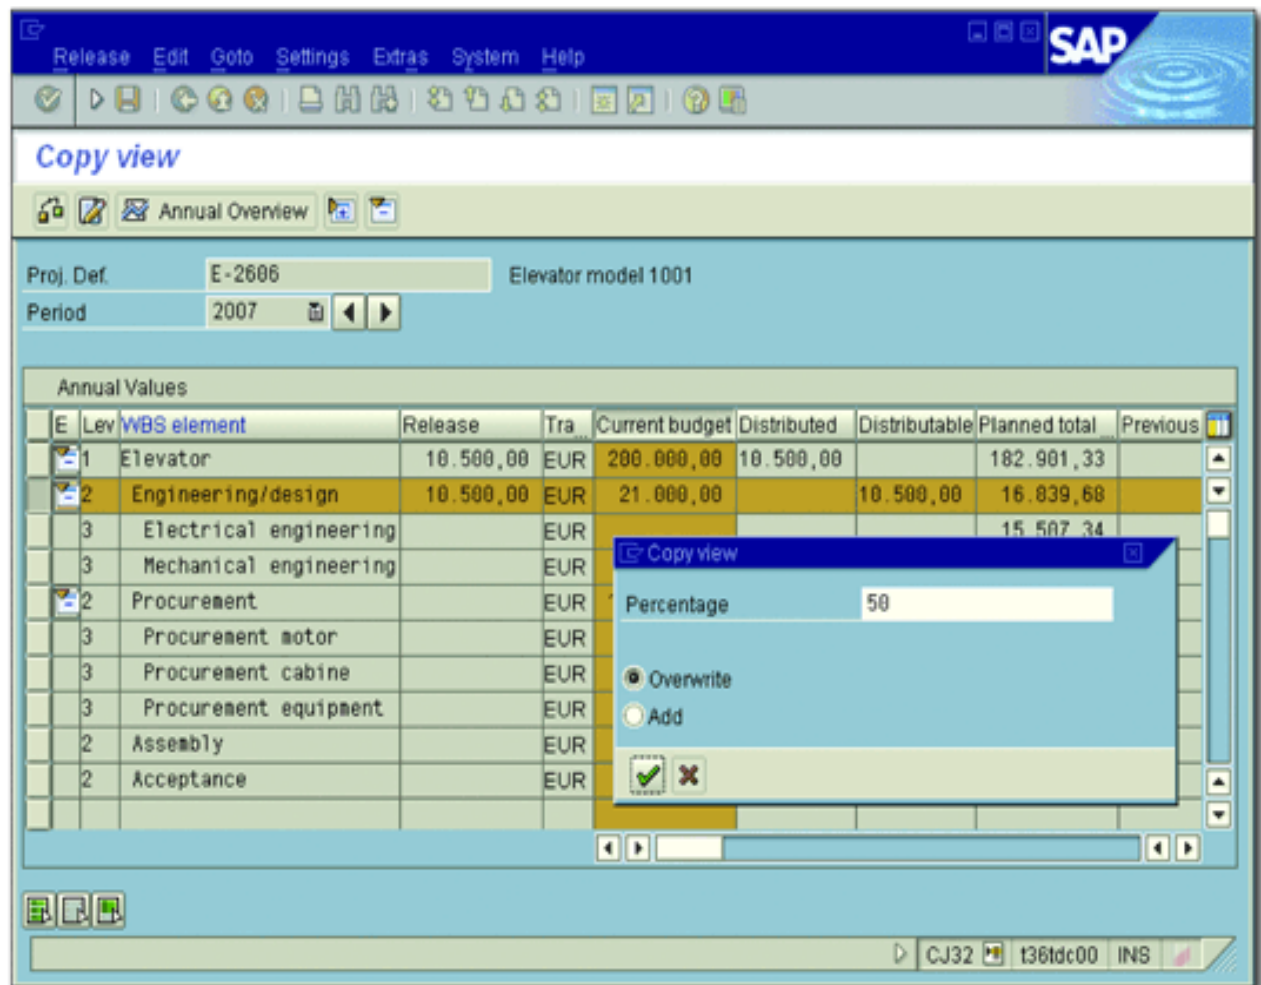 Release Edit Goto Settings Extras System Help
SAP
Copy view
Annual Overview
Proj. Def. E-2606 Elevator model 1001
Period 2007
Annual Values
E Lev WBS element Release Tra... Current budget Distributed Distributable Planned total ... Previous
1 Elevator 10.500,00 EUR 200.000,00 10.500,00 182.901,33
2 Engineering/design 10.500,00 EUR 21.000,00 10.500,00 16.839,68
3 Electrical engineering EUR 15.507,34
3 Mechanical engineering EUR
2 Procurement EUR
3 Procurement motor EUR
3 Procurement cabine EUR
3 Procurement equipment EUR
2 Assembly EUR
2 Acceptance EUR
Copy view
Percentage 50
Overwrite
Add
CJ32 t36tdc00 INS